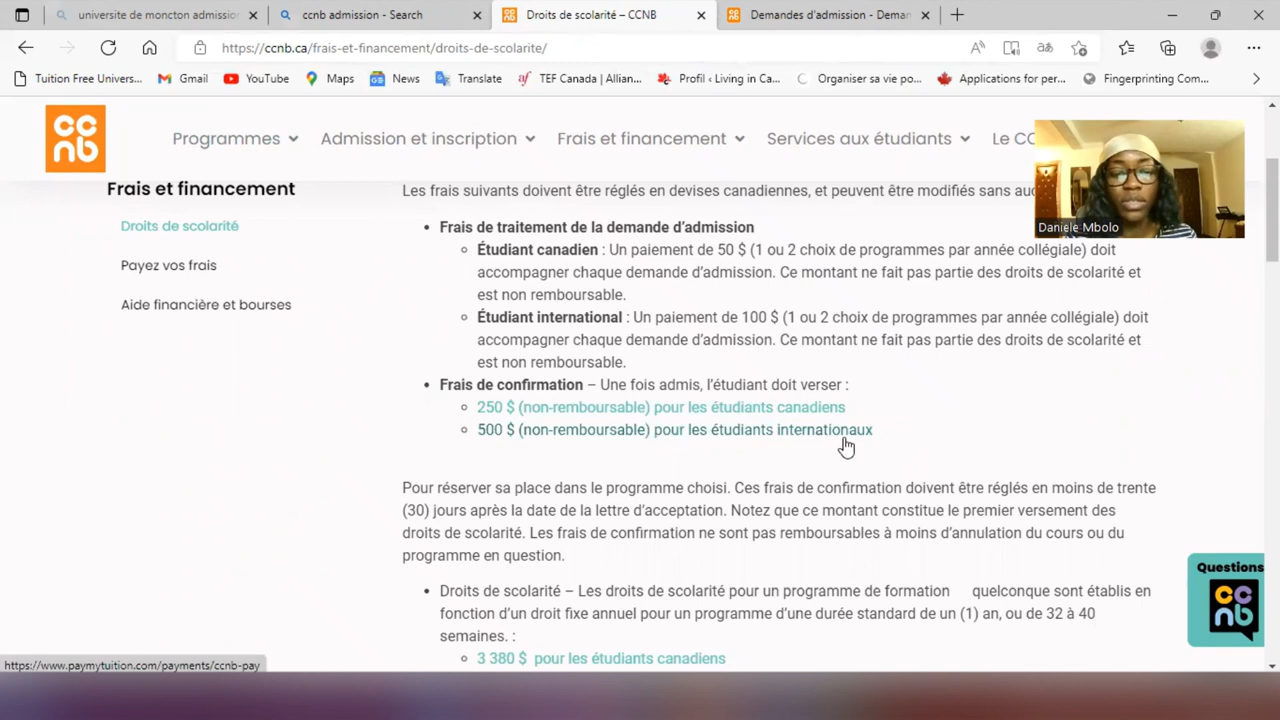 universite de moncton admissio
ccnb admission - Search
Droits de scolarité – CCNB
Demandes d'admission - Deman
https://ccnb.ca/frais-et-financement/droits-de-scolarite/
Tuition Free Univers...
Gmail
YouTube
Maps
News
Translate
TEF Canada | Allian...
Profil ‹ Living in Ca...
Organiser sa vie po...
Applications for per...
Fingerprinting Com...
cc
nb
Programmes
Admission et inscription
Frais et financement
Services aux étudiants
Le CC
Daniele Mbolo
Frais et financement
Droits de scolarité
Payez vos frais
Aide financière et bourses
Les frais suivants doivent être réglés en devises canadiennes, et peuvent être modifiés sans
• Frais de traitement de la demande d'admission
Étudiant canadien : Un paiement de 50 $ (1 ou 2 choix de programmes par année collégiale) doit
accompagner chaque demande d'admission. Ce montant ne fait pas partie des droits de scolarité et
est non remboursable.
Étudiant international : Un paiement de 100 $ (1 ou 2 choix de programmes par année collégiale) doit
accompagner chaque demande d'admission. Ce montant ne fait pas partie des droits de scolarité et
est non remboursable.
• Frais de confirmation – Une fois admis, l'étudiant doit verser :
250 $ (non-remboursable) pour les étudiants canadiens
500 $ (non-remboursable) pour les étudiants internationaux
Pour réserver sa place dans le programme choisi. Ces frais de confirmation doivent être réglés en moins de trente
(30) jours après la date de la lettre d'acceptation. Notez que ce montant constitue le premier versement des
droits de scolarité. Les frais de confirmation ne sont pas remboursables à moins d'annulation du cours ou du
programme en question.
• Droits de scolarité – Les droits de scolarité pour un programme de formation quelconque sont établis en
fonction d'un droit fixe annuel pour un programme d'une durée standard de un (1) an, ou de 32 à 40
semaines. :
3 380 $ pour les étudiants canadiens
Questions
cc
nb
https://www.paymytuition.com/payments/ccnb-pay